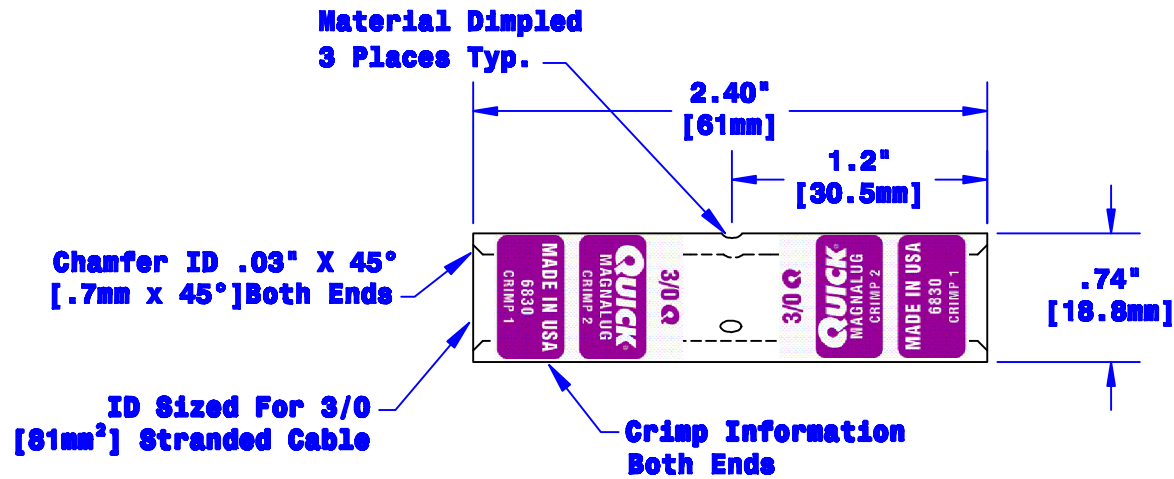 Material Dimpled
3 Places Typ.
2.40"
[61mm]
1.2"
[30.5mm]
Chamfer ID .03" X 45°
[.7mm x 45°]Both Ends
.74"
[18.8mm]
MADE IN USA
6830
CRIMP 1
QUICK
MAGNALUG
CRIMP 2
3/0 Q
3/0 Q
QUICK
MAGNALUG
CRIMP 2
MADE IN USA
6830
CRIMP 1
ID Sized For 3/0
[81mm²] Stranded Cable
Crimp Information
Both Ends